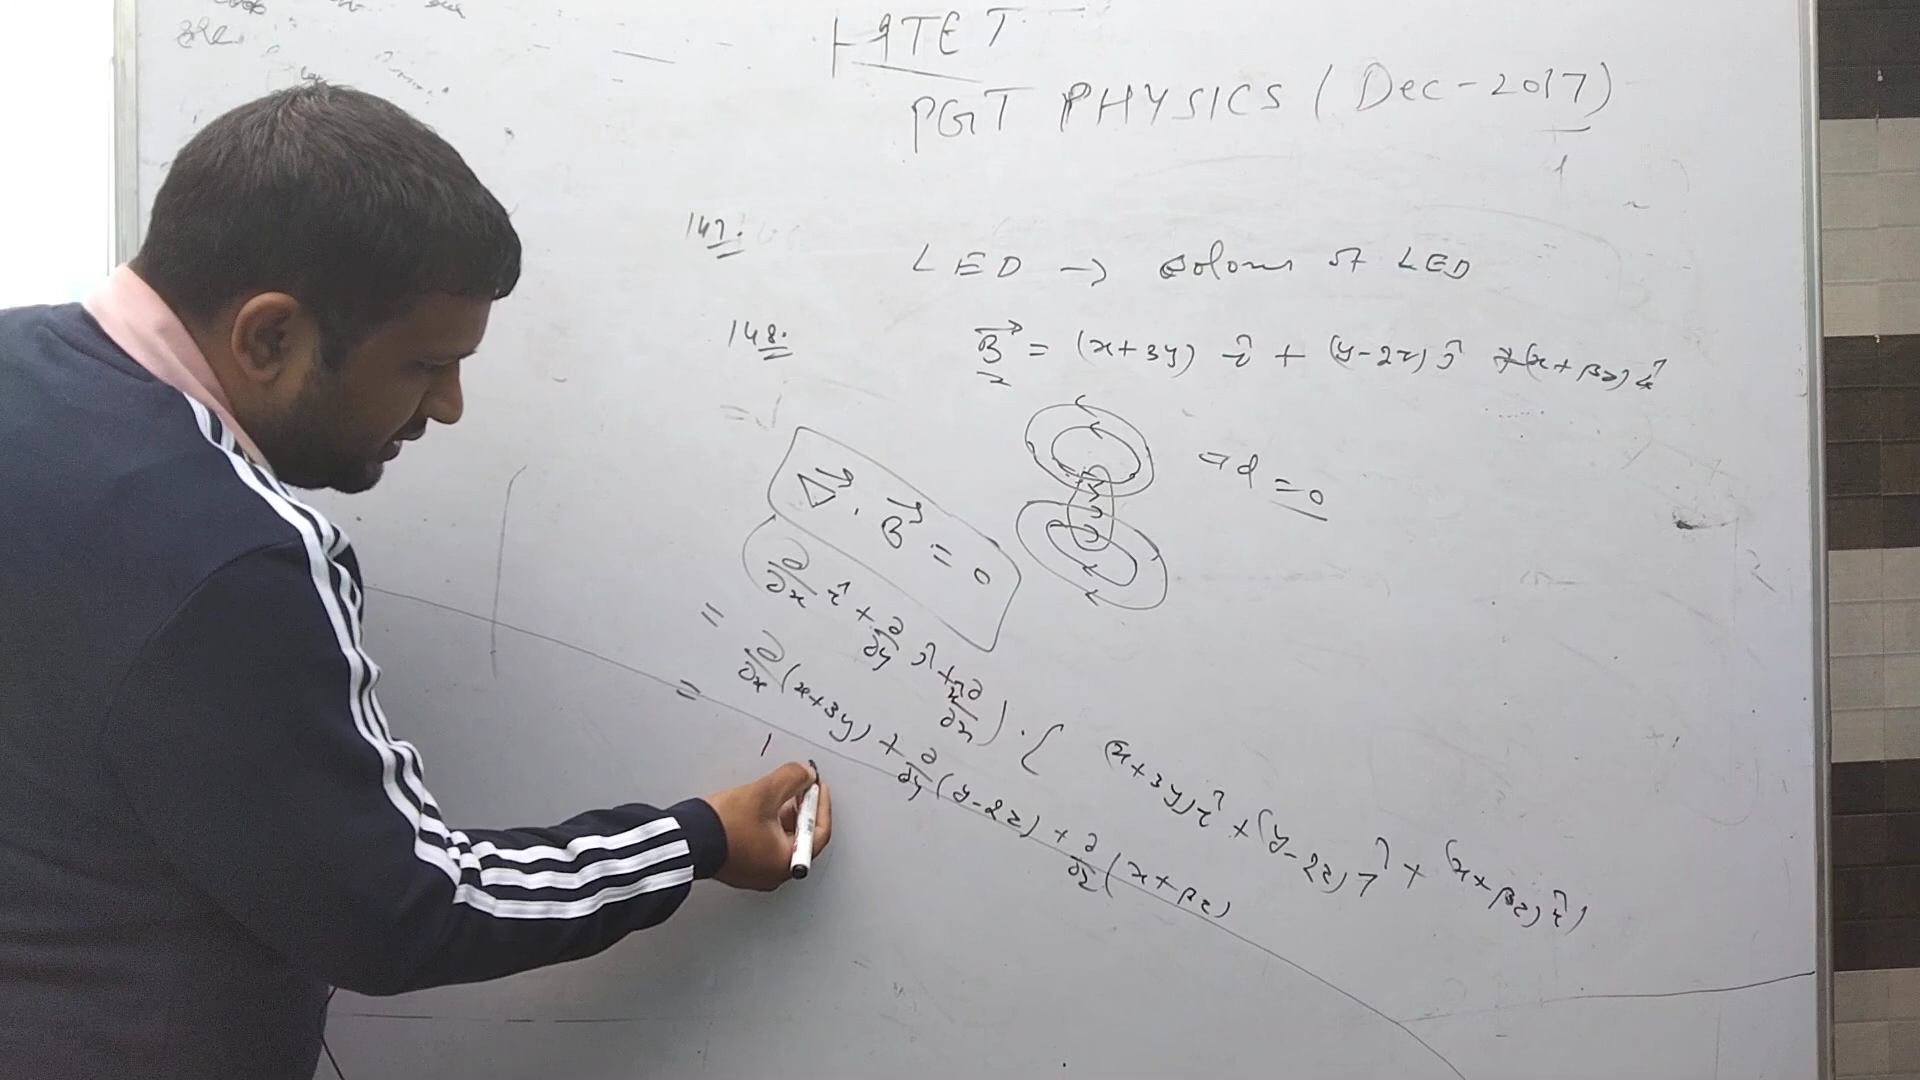 HTET
PGT PHYSICS (Dec-2017)
147.
LED → colour of LED
148.
B⃗ = (x+3y) î + (y-2z) ĵ + (x+βz) k̂
⇒ d = 0
∇⃗ . B⃗ = 0
= ∂/∂x î + ∂/∂y ĵ + k̂ ∂/∂z ) . { (x+3y) î + (y-2z) ĵ + (x+βz) k̂ )
= ∂/∂x (x+3y) + ∂/∂y (y-2z) + ∂/∂z (x+βz)
1